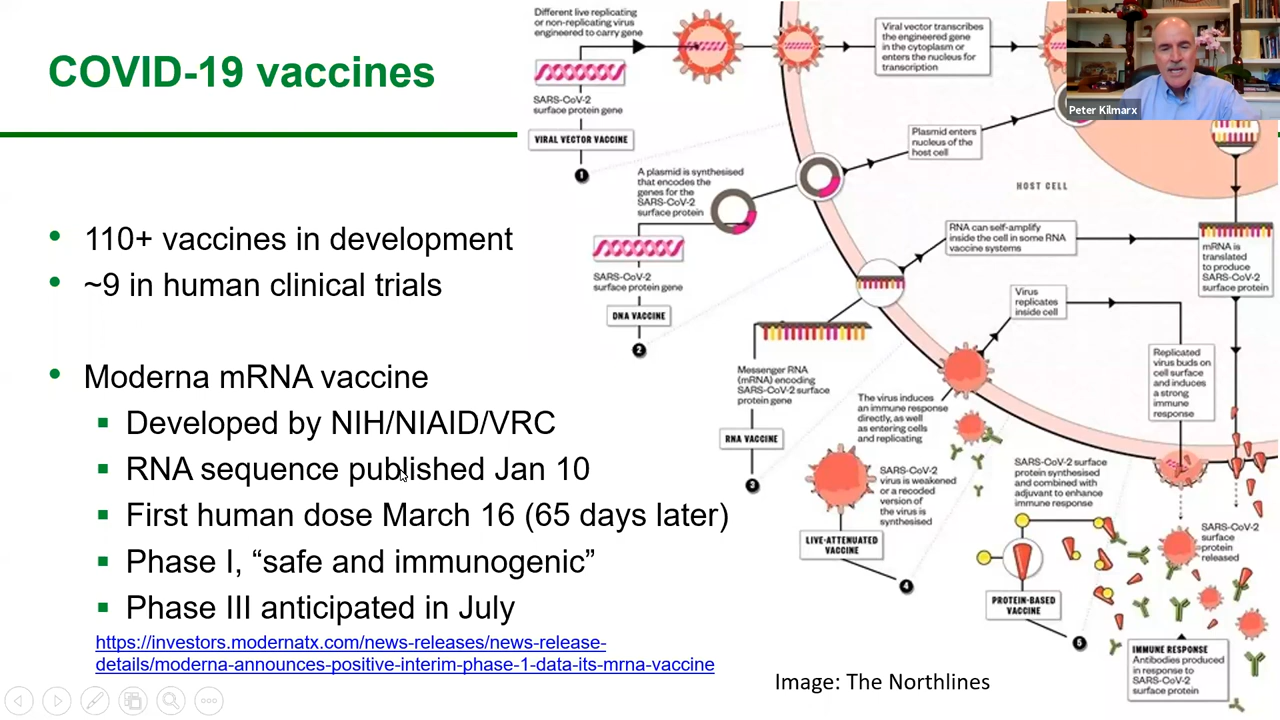 COVID-19 vaccines
110+ vaccines in development
~9 in human clinical trials
Moderna mRNA vaccine
Developed by NIH/NIAID/VRC
RNA sequence published Jan 10
First human dose March 16 (65 days later)
Phase I, “safe and immunogenic”
Phase III anticipated in July
https://investors.modernatx.com/news-releases/news-release-
details/moderna-announces-positive-interim-phase-1-data-its-mrna-vaccine
Different live replicating
or non-replicating virus
engineered to carry gene
SARS-CoV-2
surface protein gene
VIRAL VECTOR VACCINE
1
Viral vector transcribes
the engineered gene
in the cytoplasm or
enters the nucleus for
transcription
Peter Kilmarx
Plasmid enters
nucleus of the
host cell
A plasmid is synthesised
that encodes the
genes for the
SARS-CoV-2
surface protein
HOST CELL
SARS-CoV-2
surface protein gene
DNA VACCINE
2
RNA can self-amplify
inside the cell in some RNA
vaccine systems
mRNA is
translated
to produce
SARS-CoV-2
surface protein
Virus
replicates
inside cell
Messenger RNA
(mRNA) encoding
SARS-CoV-2 surface
protein gene
RNA VACCINE
3
Replicated
virus buds on
cell surface
and induces
a strong
immune
response
The virus induces
an immune response
directly, as well
as entering cells
and replicating
SARS-CoV-2
virus is weakened
or a recoded
version of
the virus is
synthesised
LIVE-ATTENUATED
VACCINE
4
SARS-CoV-2 surface
protein synthesised
and combined with
adjuvant to enhance
immune response
PROTEIN-BASED
VACCINE
5
SARS-CoV-2
surface
protein
released
IMMUNE RESPONSE
Antibodies produced
in response to
SARS-CoV-2
surface protein
Image: The Northlines